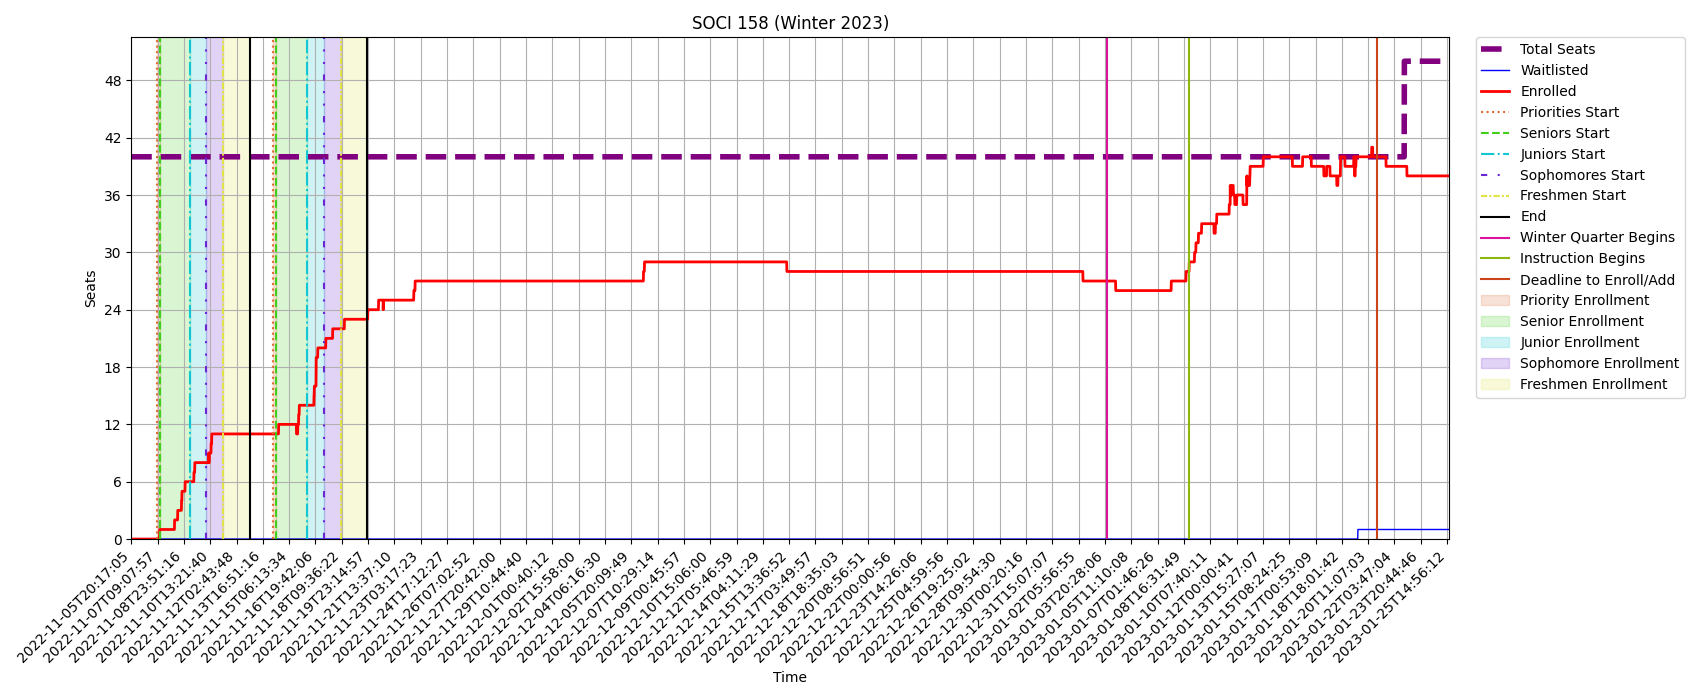 SOCI 158 (Winter 2023)
Seats
48
42
36
30
24
18
12
6
0
2022-11-05T20:17:05
2022-11-07T09:07:57
2022-11-08T23:51:16
2022-11-10T13:21:40
2022-11-12T02:43:48
2022-11-13T16:51:16
2022-11-15T06:13:34
2022-11-16T19:42:06
2022-11-18T09:36:22
2022-11-19T23:14:57
2022-11-21T13:37:10
2022-11-23T03:17:23
2022-11-24T17:12:27
2022-11-26T07:02:52
2022-11-27T20:42:00
2022-11-29T10:44:40
2022-12-01T00:40:12
2022-12-02T15:58:00
2022-12-04T06:16:30
2022-12-05T20:09:49
2022-12-07T10:29:14
2022-12-09T00:45:57
2022-12-10T15:06:00
2022-12-12T05:46:59
2022-12-14T04:11:29
2022-12-15T13:36:52
2022-12-17T03:49:57
2022-12-18T18:35:03
2022-12-20T08:56:51
2022-12-22T00:00:56
2022-12-23T14:26:06
2022-12-25T04:59:56
2022-12-26T19:25:02
2022-12-28T09:54:30
2022-12-30T00:20:16
2022-12-31T15:07:07
2023-01-02T05:56:55
2023-01-03T20:28:06
2023-01-05T11:10:08
2023-01-07T01:46:29
2023-01-08T16:31:49
2023-01-10T07:40:11
2023-01-12T00:00:41
2023-01-13T15:27:07
2023-01-15T08:24:25
2023-01-17T00:53:09
2023-01-18T18:01:42
2023-01-20T11:07:03
2023-01-22T03:47:04
2023-01-23T20:44:46
2023-01-25T14:56:12
Time
Total Seats
Waitlisted
Enrolled
Priorities Start
Seniors Start
Juniors Start
Sophomores Start
Freshmen Start
End
Winter Quarter Begins
Instruction Begins
Deadline to Enroll/Add
Priority Enrollment
Senior Enrollment
Junior Enrollment
Sophomore Enrollment
Freshmen Enrollment